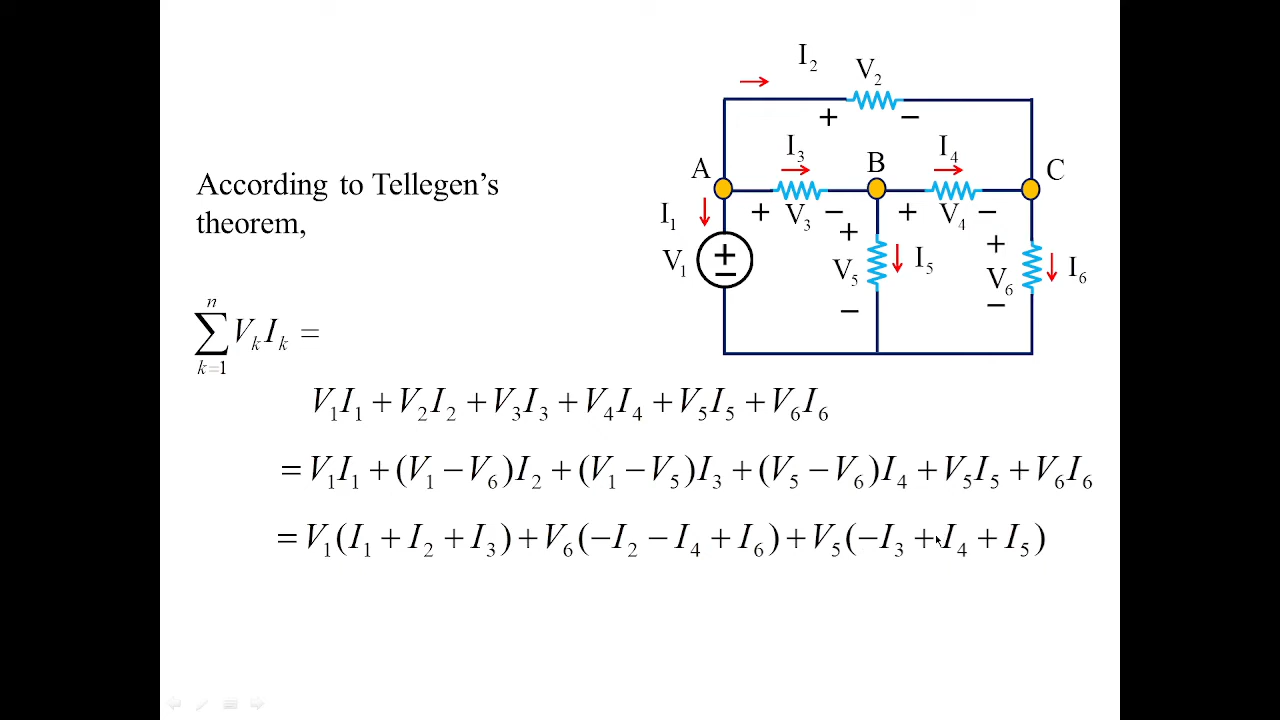 I₂
V₂
+ −
I₃
I₄
A
B
C
According to Tellegen’s
theorem,
I₁
+ V₃ −
+ V₄ −
V₁
+
−
+
V₅
−
I₅
+
V₆
−
I₆
n
∑ VₖIₖ =
k=1
V₁I₁ + V₂I₂ + V₃I₃ + V₄I₄ + V₅I₅ + V₆I₆
= V₁I₁ + (V₁ − V₆)I₂ + (V₁ − V₅)I₃ + (V₅ − V₆)I₄ + V₅I₅ + V₆I₆
= V₁(I₁ + I₂ + I₃) + V₆(−I₂ − I₄ + I₆) + V₅(−I₃ + I₄ + I₅)